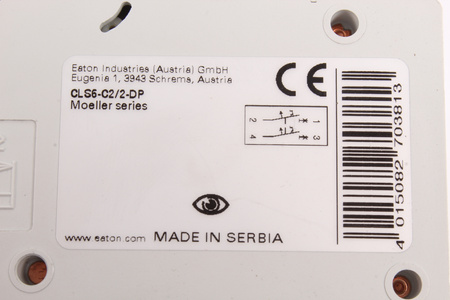 Eaton Industries (Austria) GmbH
Eugenia 1, 3943 Schrems, Austria
CLS6-C2/2-DP
Moeller series
CE
2 1
4 3
4 015082 703813
www.eaton.com MADE IN SERBIA